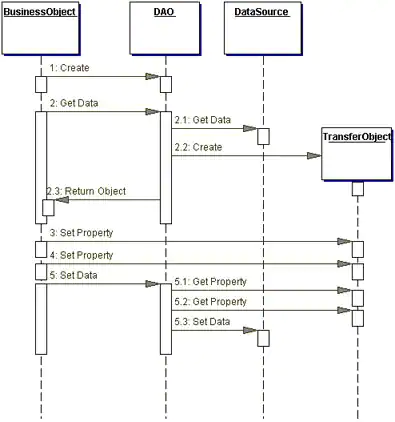 BusinessObject
DAO
DataSource
1: Create
2: Get Data
2.1: Get Data
TransferObject
2.2: Create
2.3: Return Object
3: Set Property
4: Set Property
5: Set Data
5.1: Get Property
5.2: Get Property
5.3: Set Data